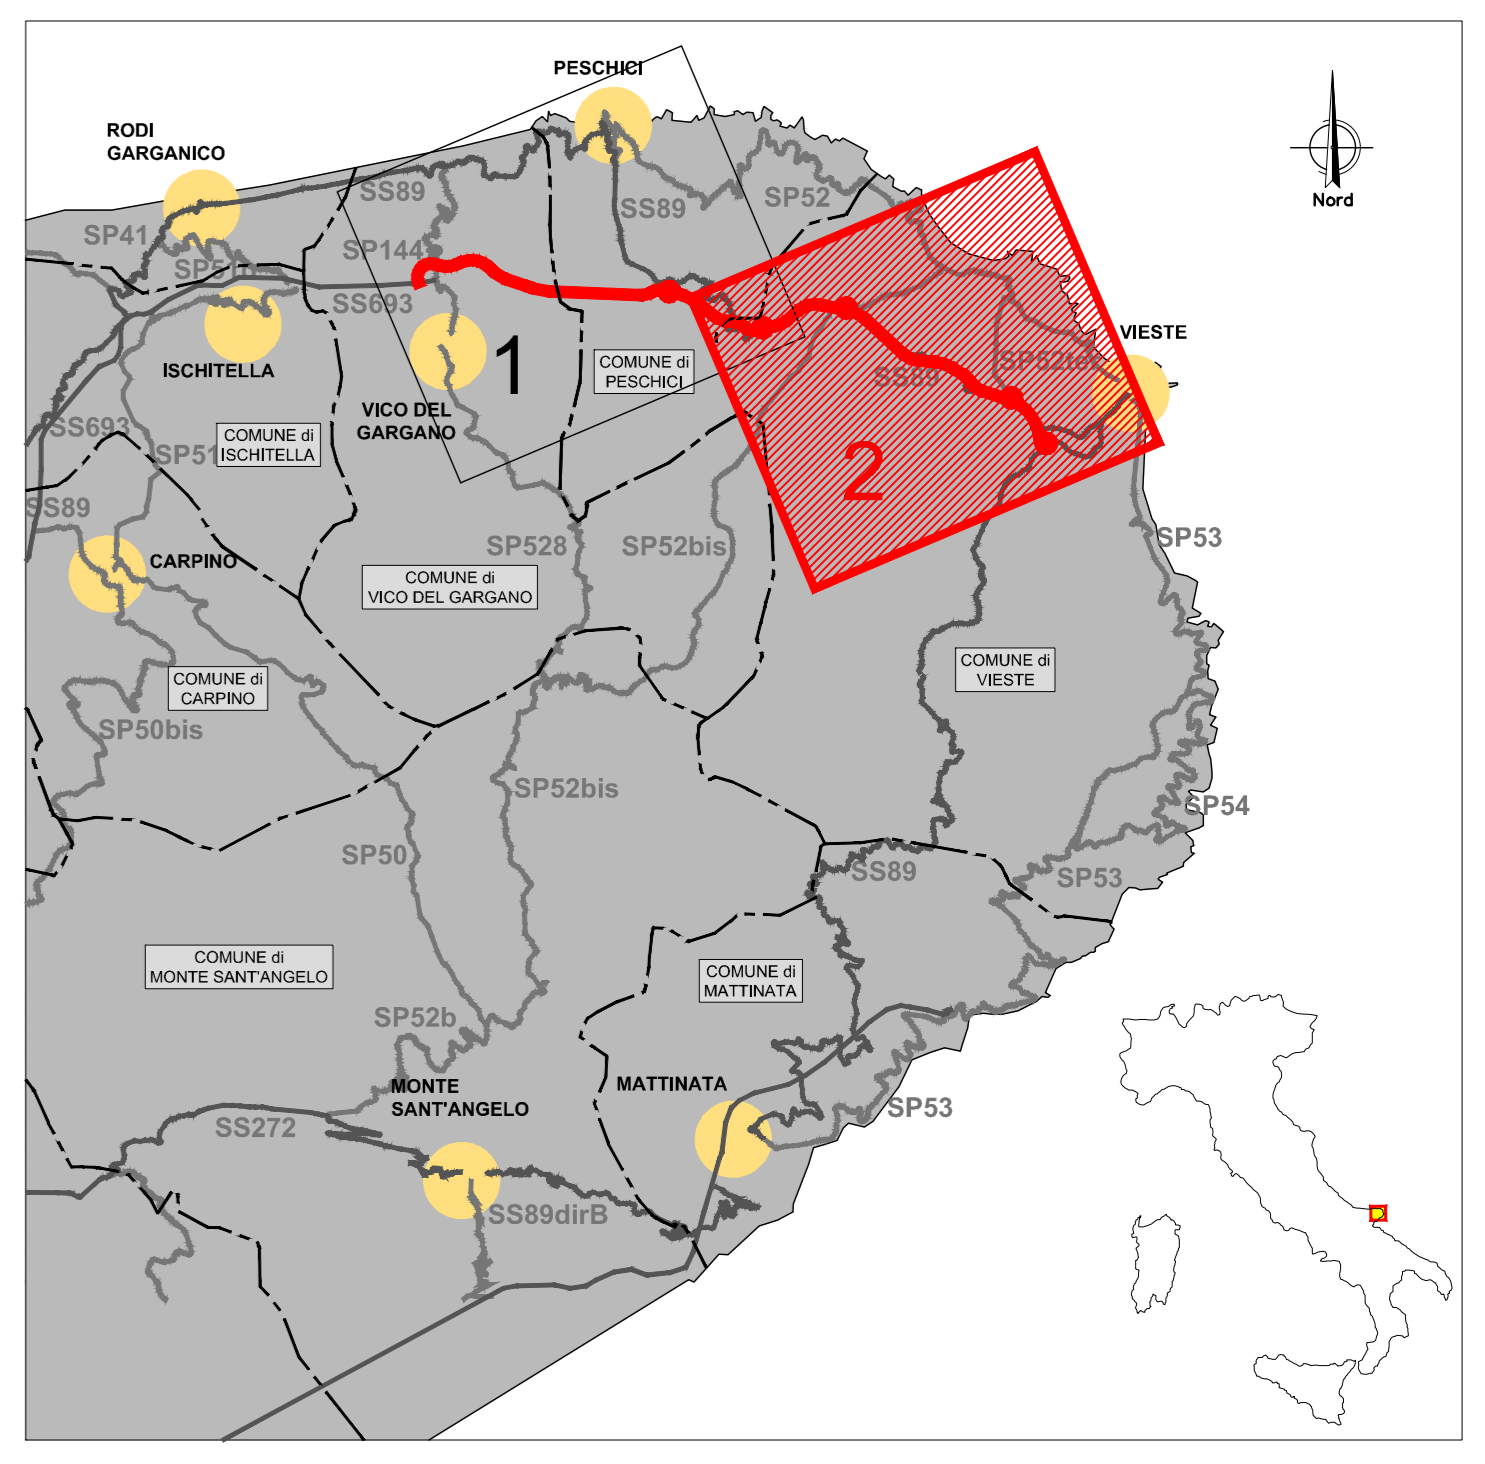 PESCHICI
RODI
GARGANICO
Nord
SS89
SP52
SS89
SP41
SP144
SS693
VIESTE
1
COMUNE di
PESCHICI
SP52ter
SS89
ISCHITELLA
VICO DEL
GARGANO
SS693
COMUNE di
ISCHITELLA
SP51
2
SS89
SP528
SP52bis
SP53
CARPINO
COMUNE di
VICO DEL GARGANO
COMUNE di
VIESTE
COMUNE di
CARPINO
SP50bis
SP52bis
SP54
SP50
SS89
SP53
COMUNE di
MONTE SANT'ANGELO
COMUNE di
MATTINATA
SP52b
MONTE
SANT'ANGELO
MATTINATA
SP53
SS272
SS89dirB